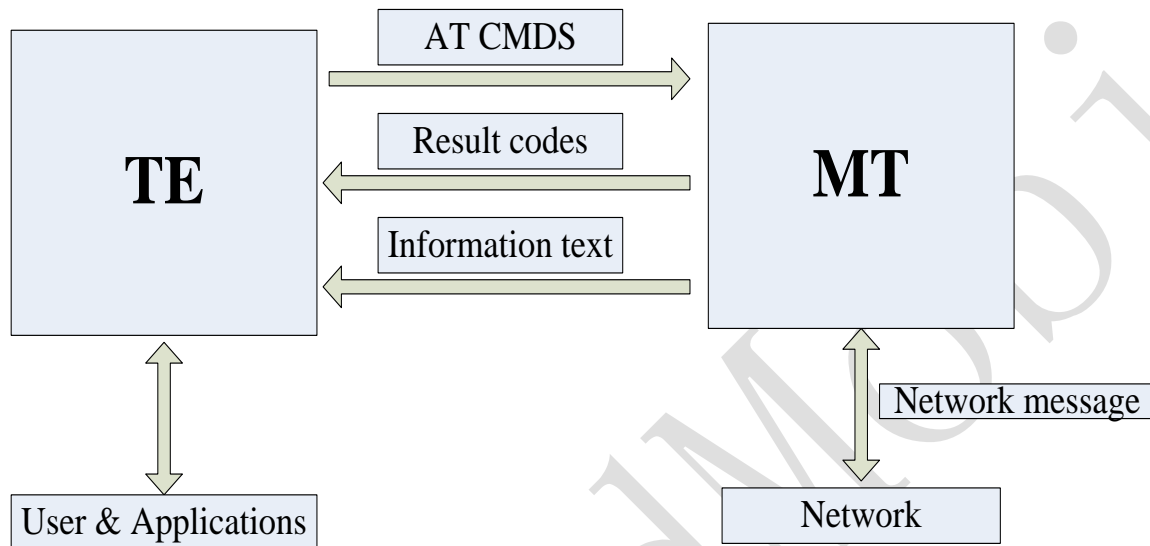 AT CMDS
TE
MT
Result codes
Information text
Network message
User & Applications
Network